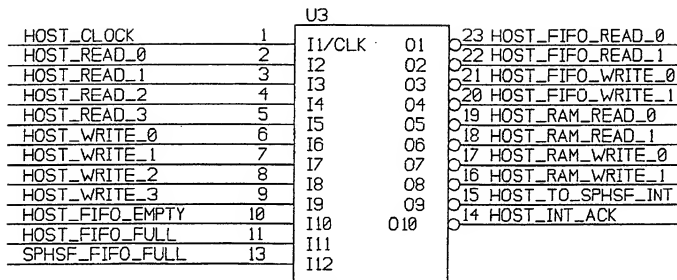 U3
HOST_CLOCK 1 I1/CLK O1 23 HOST_FIFO_READ_0
HOST_READ_0 2 I2 O2 22 HOST_FIFO_READ_1
HOST_READ_1 3 I3 O3 21 HOST_FIFO_WRITE_0
HOST_READ_2 4 I4 O4 20 HOST_FIFO_WRITE_1
HOST_READ_3 5 I5 O5 19 HOST_RAM_READ_0
HOST_WRITE_0 6 I6 O6 18 HOST_RAM_READ_1
HOST_WRITE_1 7 I7 O7 17 HOST_RAM_WRITE_0
HOST_WRITE_2 8 I8 O8 16 HOST_RAM_WRITE_1
HOST_WRITE_3 9 I9 O9 15 HOST_TO_SPHSF_INT
HOST_FIFO_EMPTY 10 I10 O10 14 HOST_INT_ACK
HOST_FIFO_FULL 11 I11
SPHSF_FIFO_FULL 13 I12